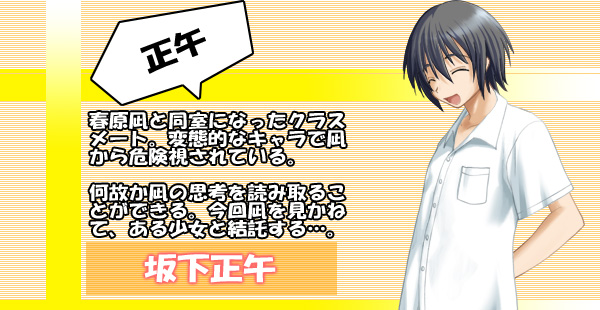 正午
春原凪と同室になったクラス
メート。変態的なキャラで凪
から危険視されている。
何故か凪の思考を読み取るこ
とができる。今回凪を見かね
て、ある少女と結託する…。
坂下正午